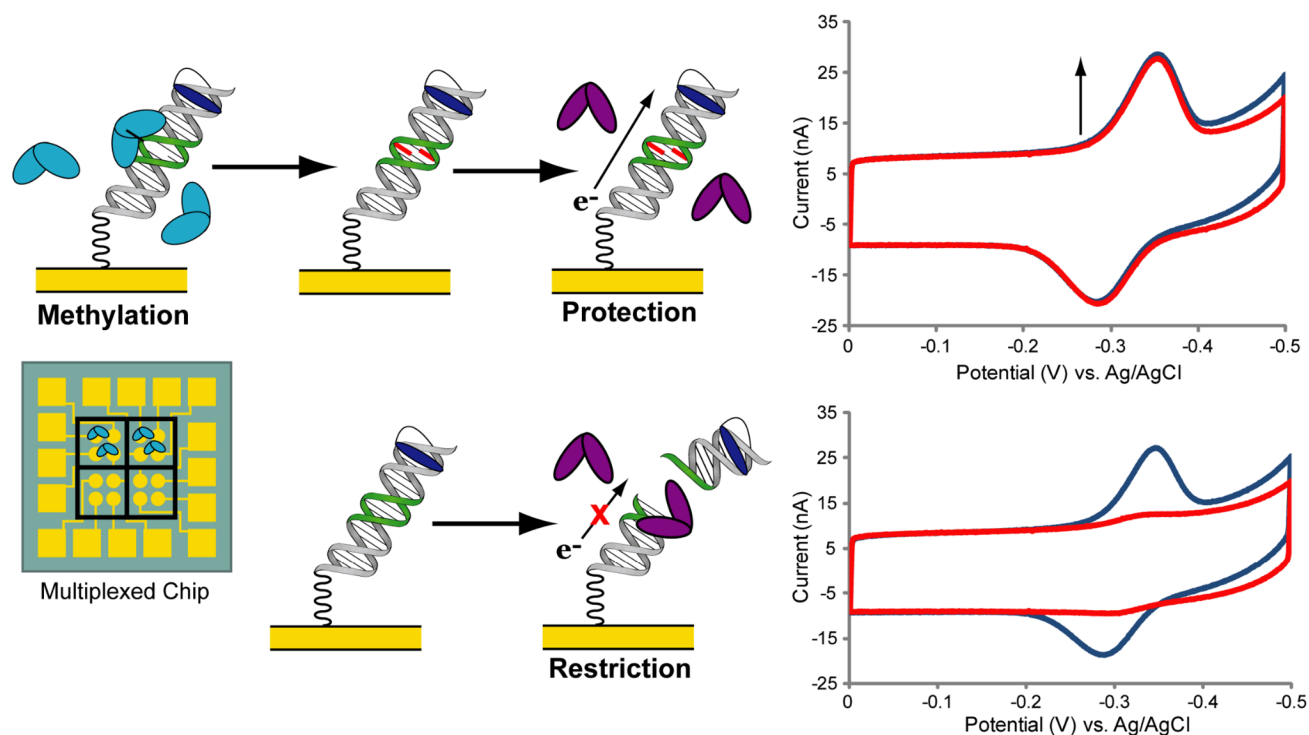 e-
Methylation
Protection
Multiplexed Chip
X
e-
Restriction
35
25
15
5
-5
-15
-25
Current (nA)
0 -0.1 -0.2 -0.3 -0.4 -0.5
Potential (V) vs. Ag/AgCl
35
25
15
5
-5
-15
-25
Current (nA)
0 -0.1 -0.2 -0.3 -0.4 -0.5
Potential (V) vs. Ag/AgCl